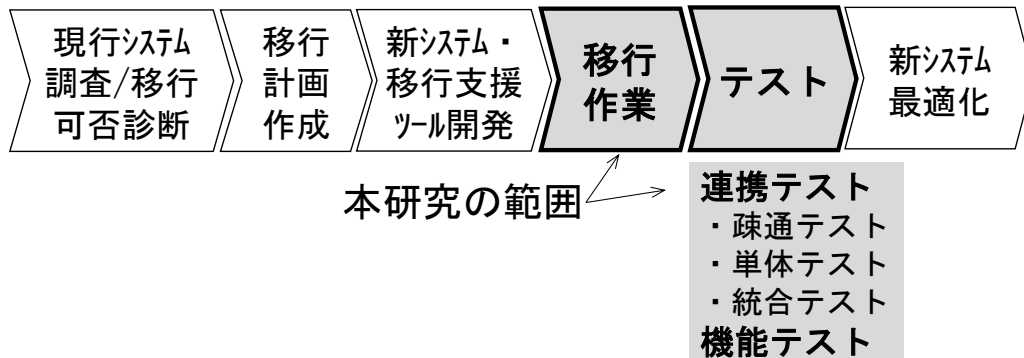 現行ｼｽﾃﾑ
調査/移行
可否診断
移行
計画
作成
新ｼｽﾃﾑ・
移行支援
ﾂｰﾙ開発
移行
作業
テスト
新ｼｽﾃﾑ
最適化
本研究の範囲
連携テスト
・疎通テスト
・単体テスト
・統合テスト
機能テスト